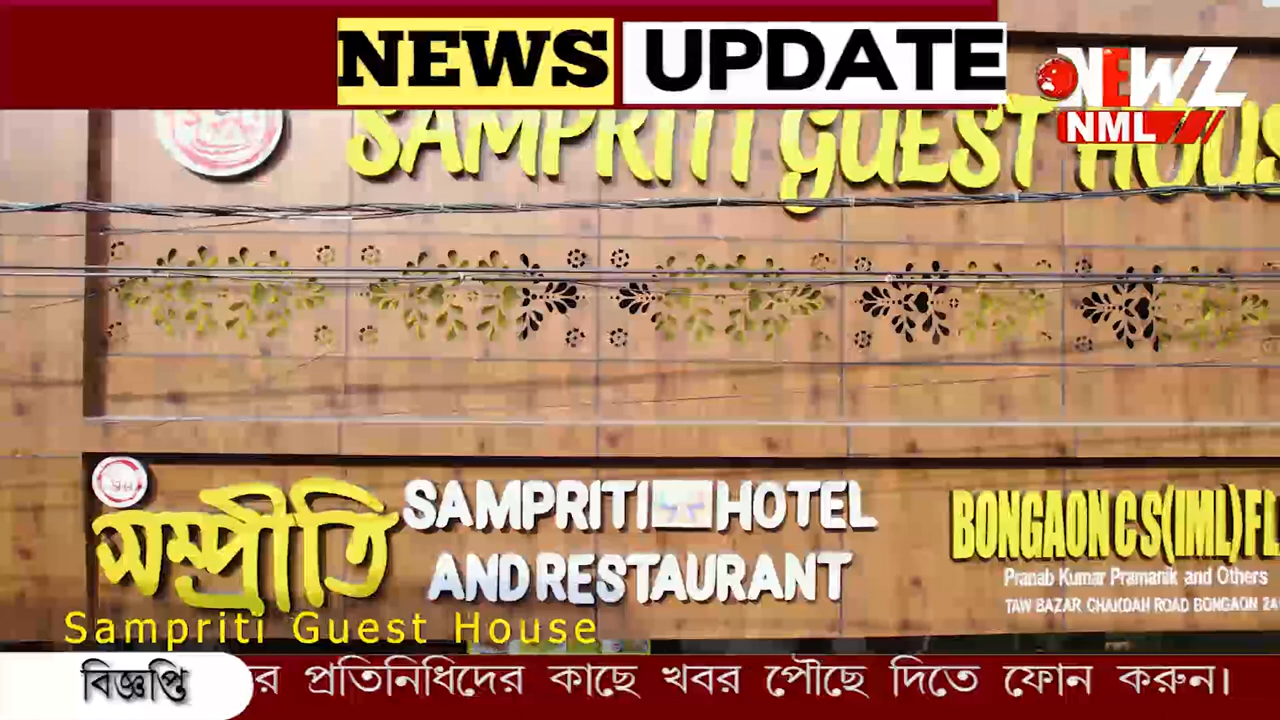 NEWS UPDATE
NEWZ
NML
SAMPRITI GUEST HOUS
সম্প্রীতি
SAMPRITI HOTEL
AND RESTAURANT
BONGAON C S(IML)FL
Pranab Kumar Pramanik and Others
TAW BAZAR, CHAKDAH ROAD BONGAON 24
Sampriti Guest House
বিজ্ঞপ্তি
র প্রতিনিধিদের কাছে খবর পৌছে দিতে ফোন করুন।